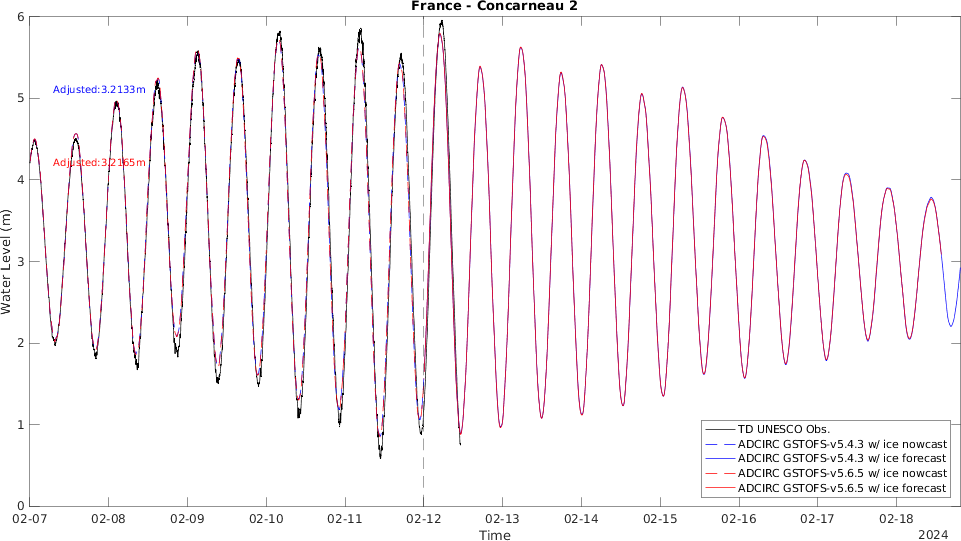 France - Concarneau 2
6
5
4
3
2
1
0
Water Level (m)
Adjusted:3.2133m
Adjusted:3.2165m
TD UNESCO Obs.
ADCIRC GSTOFS-v5.4.3 w/ ice nowcast
ADCIRC GSTOFS-v5.4.3 w/ ice forecast
ADCIRC GSTOFS-v5.6.5 w/ ice nowcast
ADCIRC GSTOFS-v5.6.5 w/ ice forecast
02-07 02-08 02-09 02-10 02-11 02-12 02-13 02-14 02-15 02-16 02-17 02-18
Time
2024